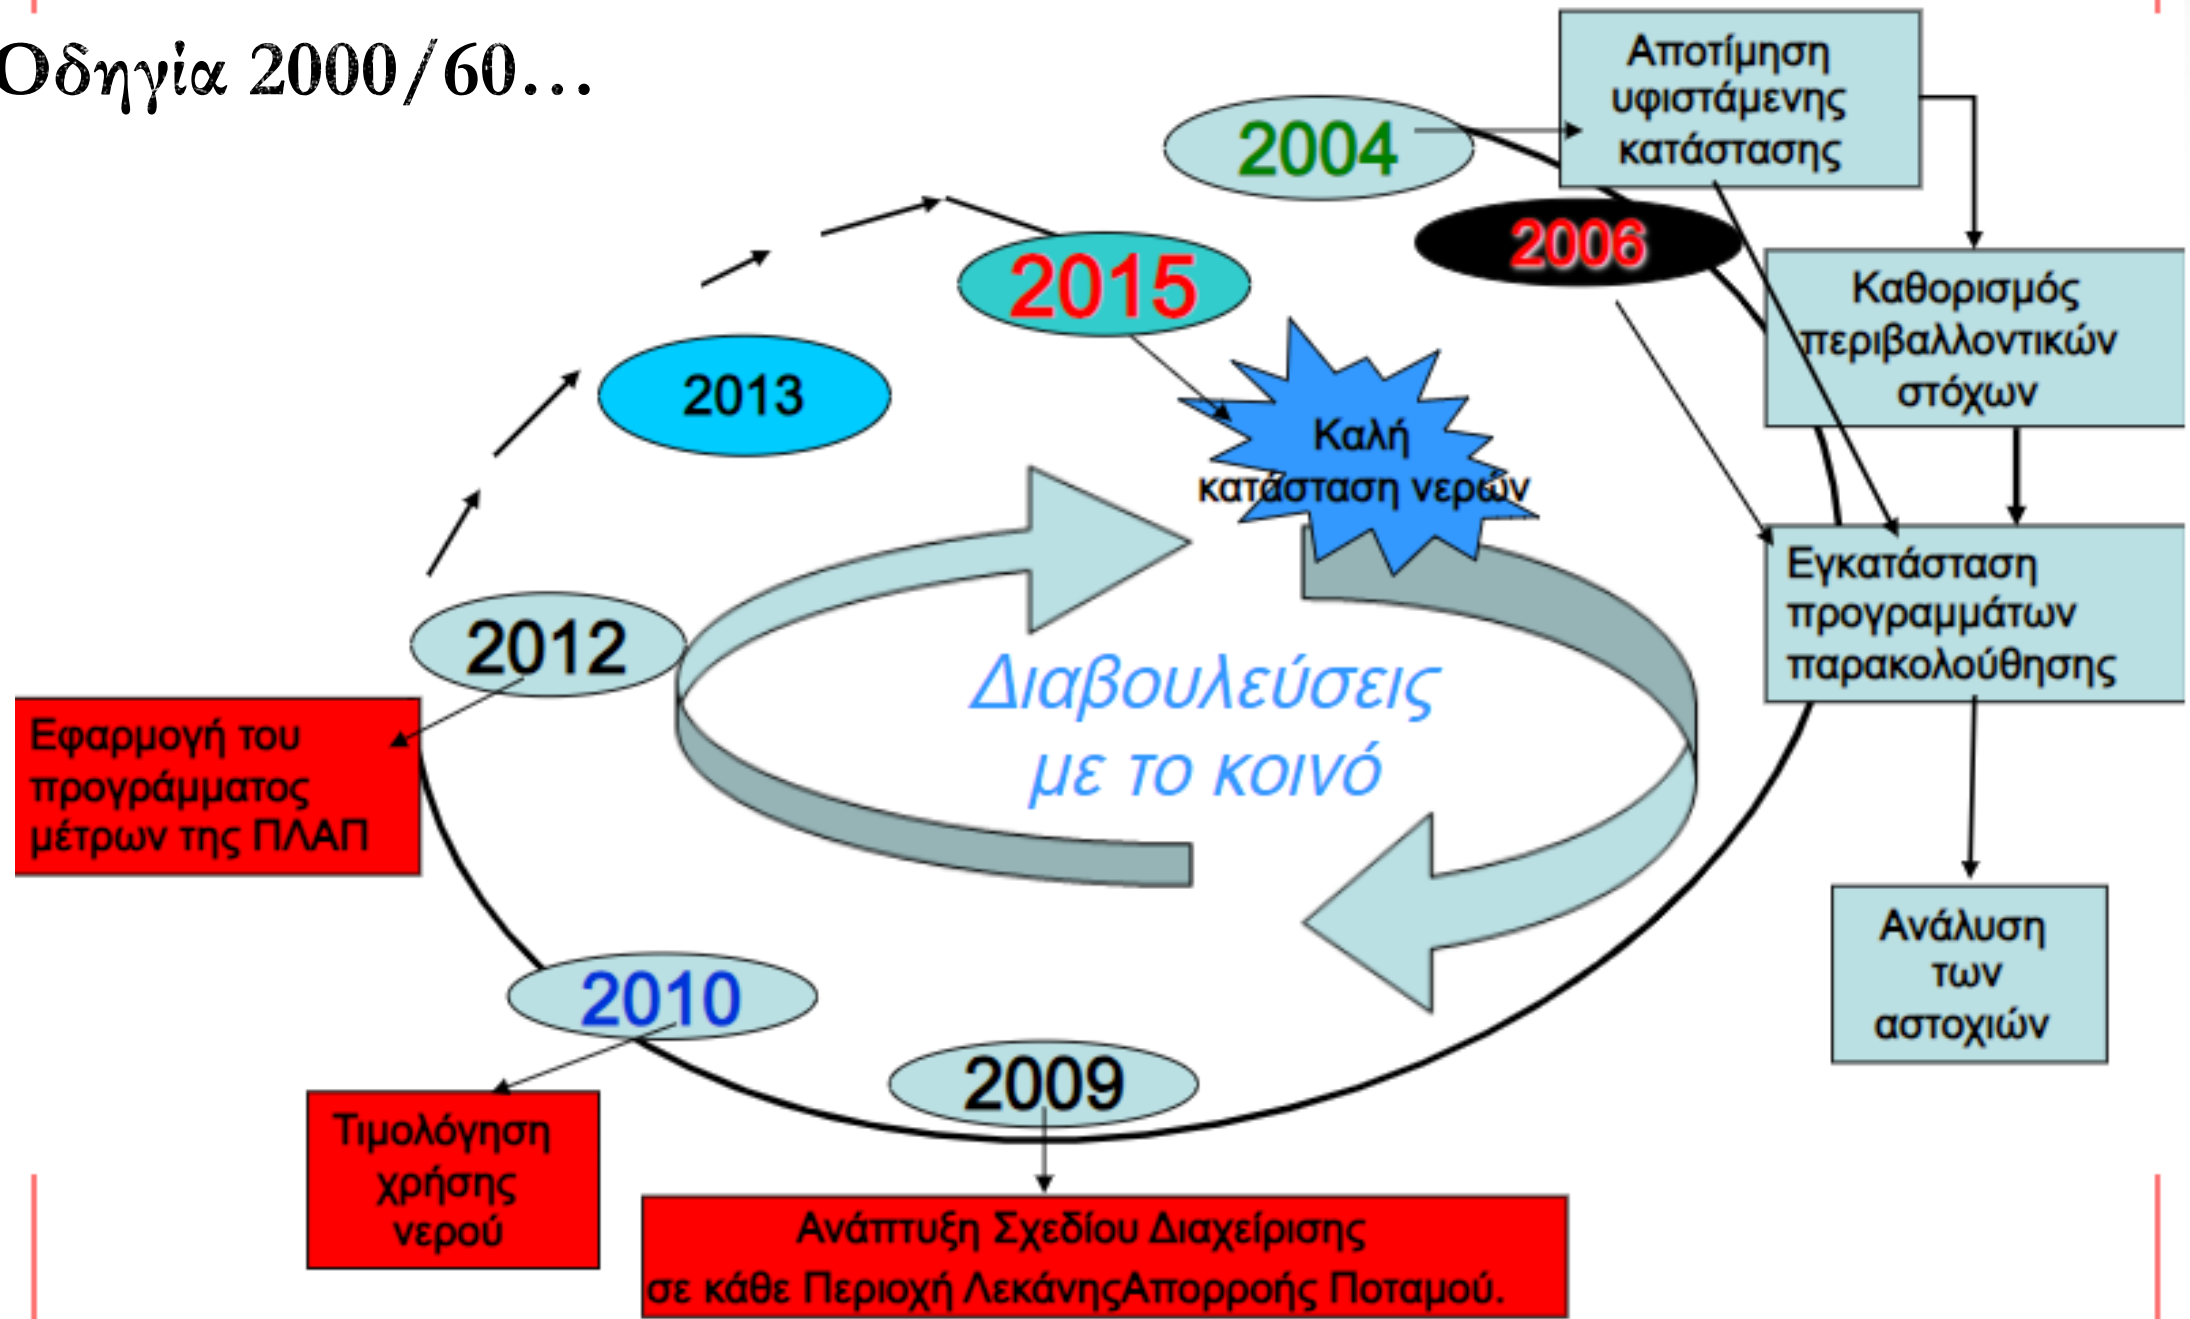 Οδηγία 2000/60...
2004
Αποτίμηση
υφιστάμενης
κατάστασης
2006
Καθορισμός
περιβαλλοντικών
στόχων
2015
Καλή
κατάσταση νερών
2013
Εγκατάσταση
προγραμμάτων
παρακολούθησης
2012
Διαβουλεύσεις
με το κοινό
Εφαρμογή του
προγράμματος
μέτρων της ΠΛΑΠ
Ανάλυση
των
αστοχιών
2010
2009
Τιμολόγηση
χρήσης
νερού
Ανάπτυξη Σχεδίου Διαχείρισης
σε κάθε Περιοχή ΛεκάνηςΑπορροής Ποταμού.